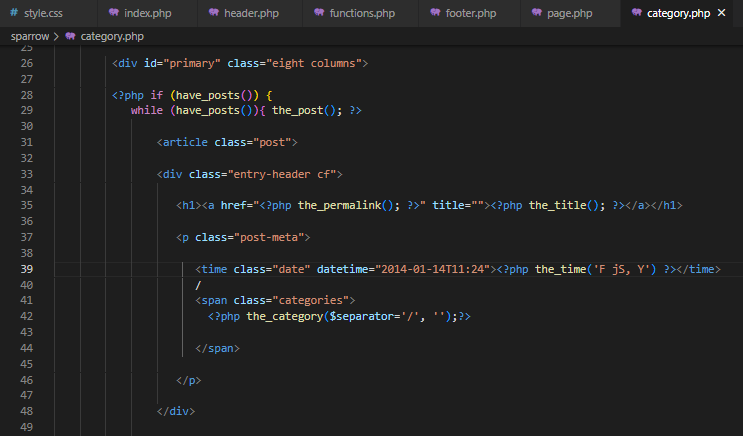 # style.css index.php header.php functions.php footer.php page.php category.php ×
sparrow > category.php
25
26 <div id="primary" class="eight columns">
27
28 <?php if (have_posts()) {
29 while (have_posts()){ the_post(); ?>
30
31 <article class="post">
32
33 <div class="entry-header cf">
34
35 <h1><a href="<?php the_permalink(); ?>" title=""><?php the_title(); ?></a></h1>
36
37 <p class="post-meta">
38
39 <time class="date" datetime="2014-01-14T11:24"><?php the_time('F jS, Y') ?></time>
40 /
41 <span class="categories">
42 <?php the_category($separator='/', '');?>
43
44 </span>
45
46 </p>
47
48 </div>
49